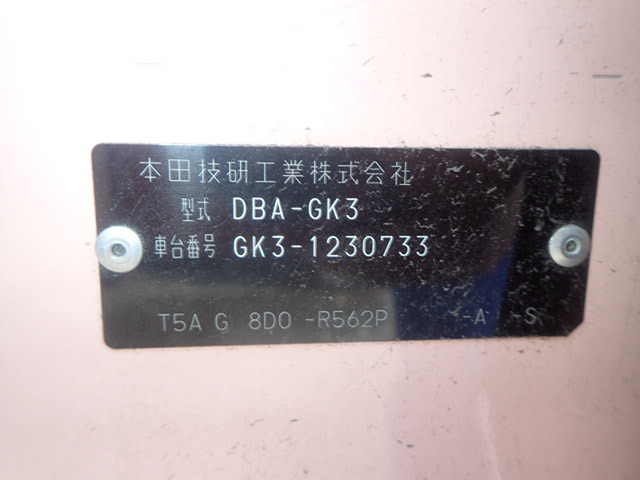 本田技研工業株式会社
型式 DBA-GK3
車台番号 GK3-1230733
T5A G 8D0 -R562P -A -S